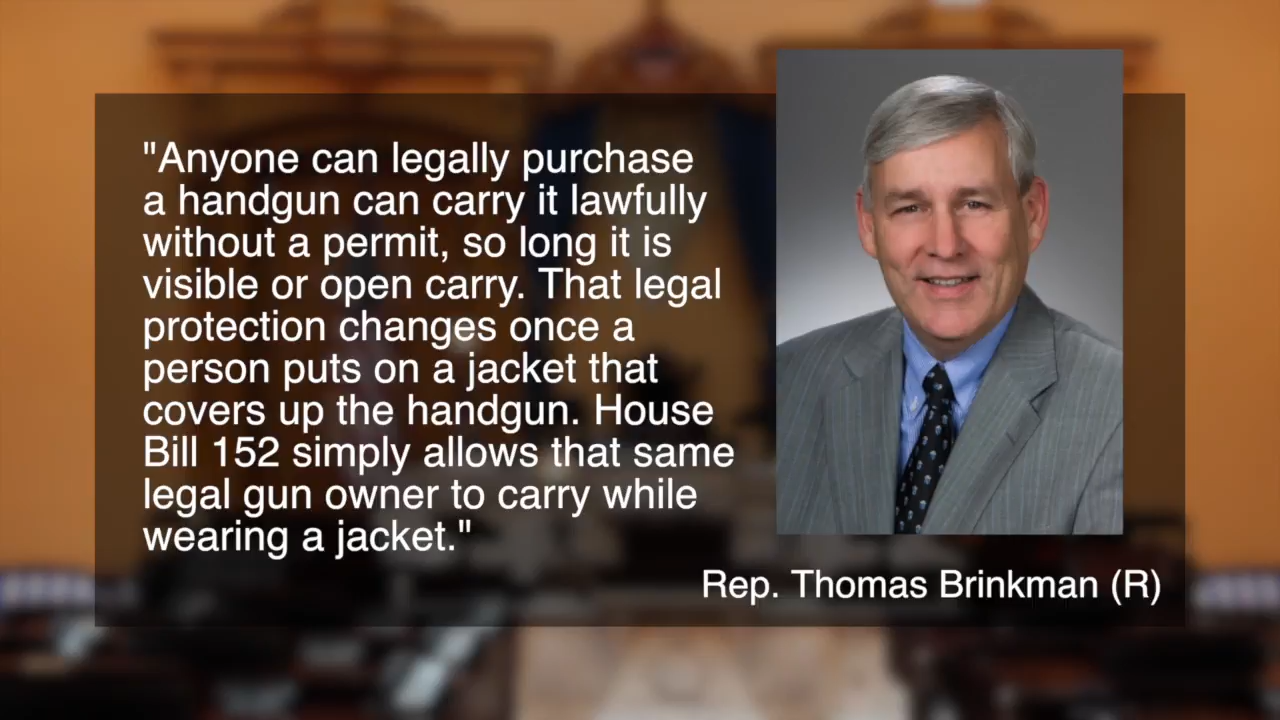 "Anyone can legally purchase
a handgun can carry it lawfully
without a permit, so long it is
visible or open carry. That legal
protection changes once a
person puts on a jacket that
covers up the handgun. House
Bill 152 simply allows that same
legal gun owner to carry while
wearing a jacket."
Rep. Thomas Brinkman (R)